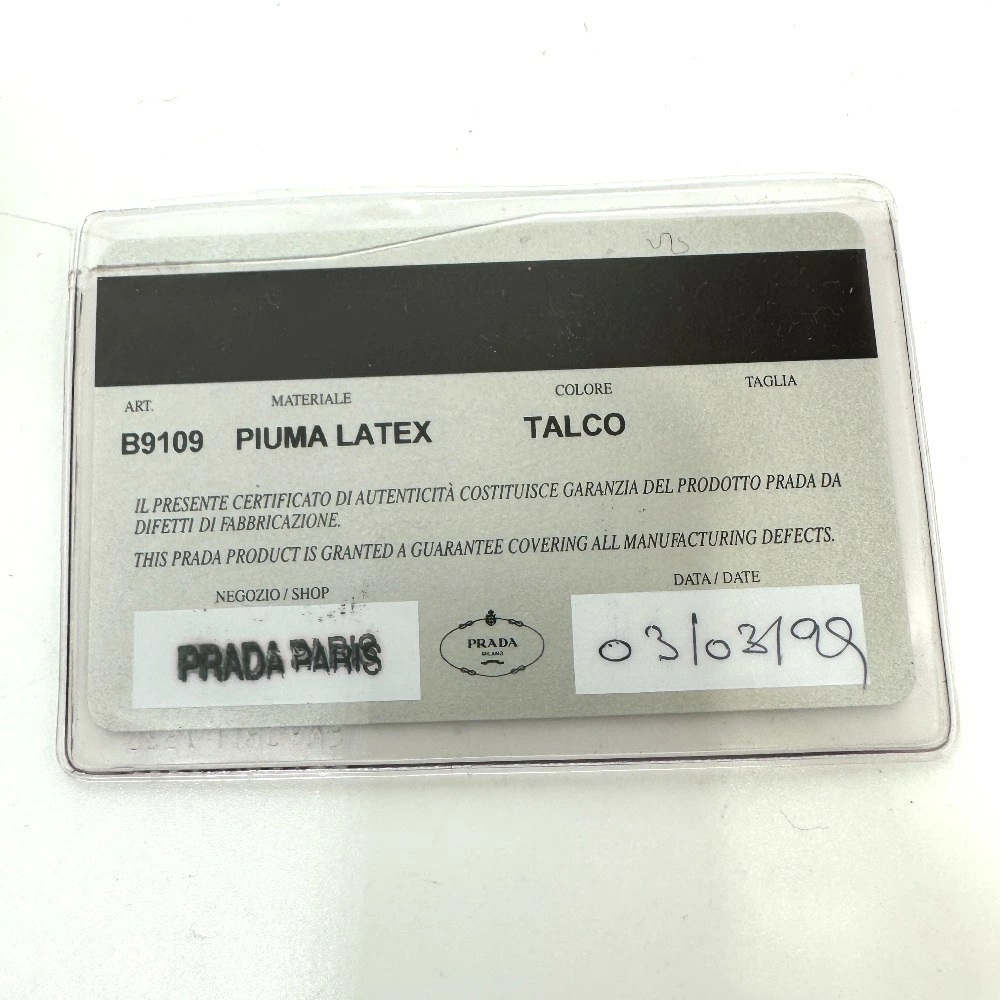 ART. MATERIALE COLORE TAGLIA
B9109 PIUMA LATEX TALCO
IL PRESENTE CERTIFICATO DI AUTENTICITÀ COSTITUISCE GARANZIA DEL PRODOTTO PRADA DA
DIFETTI DI FABBRICAZIONE.
THIS PRADA PRODUCT IS GRANTED A GUARANTEE COVERING ALL MANUFACTURING DEFECTS.
NEGOZIO / SHOP
DATA / DATE
PRADA PARIS
PRADA
MILANO
03/03/99